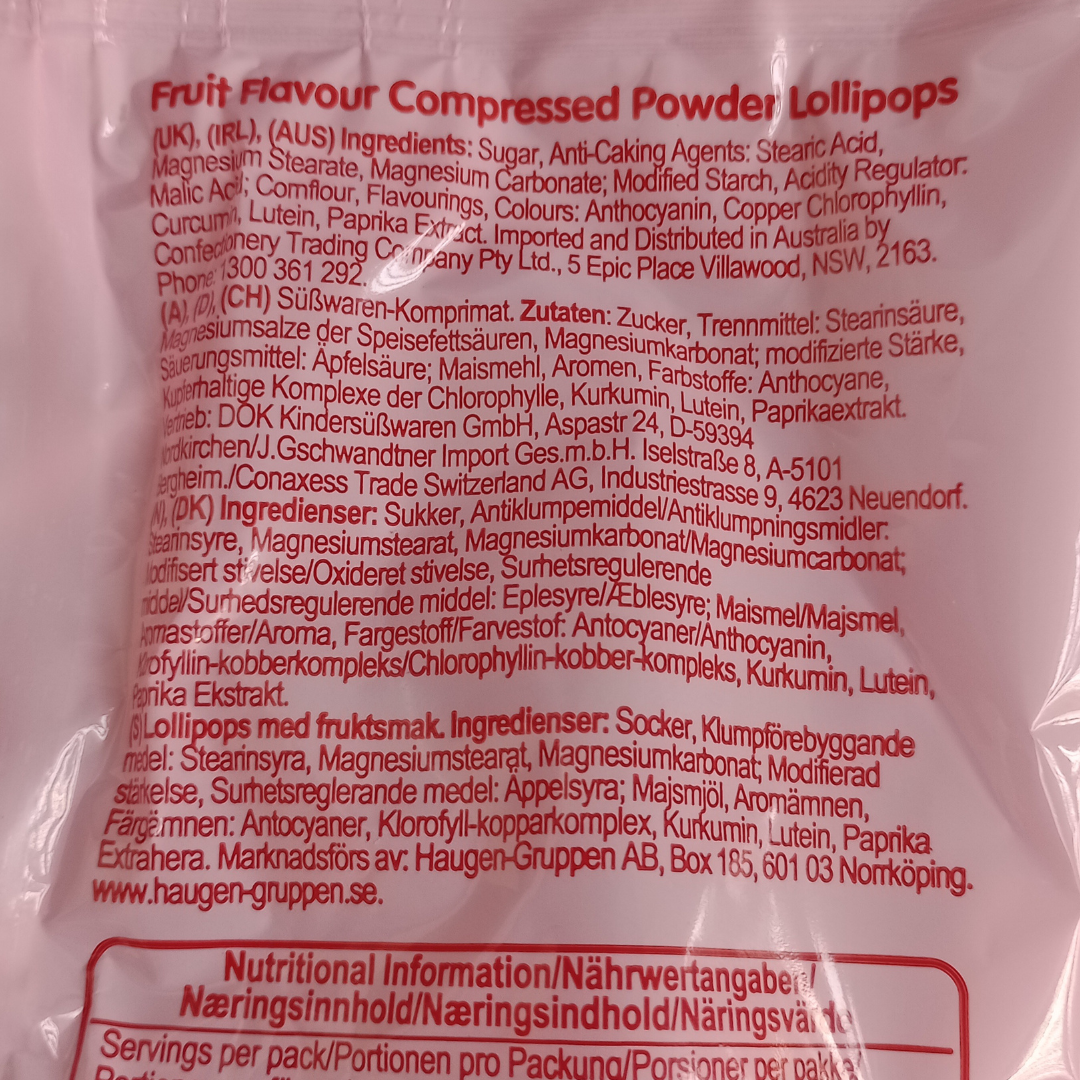 Fruit Flavour Compressed Powder Lollipops
(UK), (IRL), (AUS) Ingredients: Sugar, Anti-Caking Agents: Stearic Acid,
Magnesium Stearate, Magnesium Carbonate; Modified Starch, Acidity Regulator:
Malic Acid; Cornflour, Flavourings, Colours: Anthocyanin, Copper Chlorophyllin,
Curcumin, Lutein, Paprika Extract. Imported and Distributed in Australia by
Confectionery Trading Company Pty Ltd., 5 Epic Place Villawood, NSW, 2163.
Phone: 1300 361 292.
(A), (D), (CH) Süßwaren-Komprimat. Zutaten: Zucker, Trennmittel: Stearinsäure,
Magnesiumsalze der Speisefettsäuren, Magnesiumkarbonat; modifizierte Stärke,
Säuerungsmittel: Äpfelsäure; Maismehl, Aromen, Farbstoffe: Anthocyane,
Kupferhaltige Komplexe der Chlorophylle, Kurkumin, Lutein, Paprikaextrakt.
Vertrieb: DOK Kindersüßwaren GmbH, Aspastr 24, D-59394
Nordkirchen/J.Gschwandtner Import Ges.m.b.H. Iselstraße 8, A-5101
Bergheim./Conaxess Trade Switzerland AG, Industriestrasse 9, 4623 Neuendorf.
(N), (DK) Ingredienser: Sukker, Antiklumpemiddel/Antiklumpningsmidler:
Stearinsyre, Magnesiumstearat, Magnesiumkarbonat/Magnesiumcarbonat;
Modifisert stivelse/Oxideret stivelse, Surhetsregulerende
middel/Surhedsregulerende middel: Eplesyre/Æblesyre; Maismel/Majsmel,
Aromastoffer/Aroma, Fargestoff/Farvestof: Antocyaner/Anthocyanin,
Klorofyllin-kobberkompleks/Chlorophyllin-kobber-kompleks, Kurkumin, Lutein,
Paprika Ekstrakt.
(S) Lollipops med fruktsmak. Ingredienser: Socker, Klumpförebyggande
medel: Stearinsyra, Magnesiumstearat, Magnesiumkarbonat; Modifierad
stärkelse, Surhetsreglerande medel: Äppelsyra; Majsmjöl, Aromämnen,
Färgämnen: Antocyaner, Klorofyll-kopparkomplex, Kurkumin, Lutein, Paprika
Extrahera. Marknadsförs av: Haugen-Gruppen AB, Box 185, 601 03 Norrköping.
www.haugen-gruppen.se.
Nutritional Information/Nährwertangaben/
Næringsinnhold/Næringsindhold/Näringsvärde
Servings per pack/Portionen pro Packung/Porsjoner per pakke/